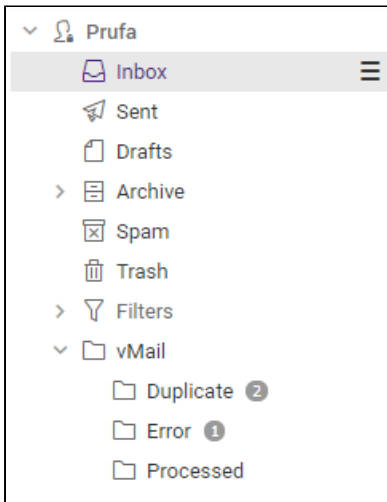 Prufa
Inbox
Sent
Drafts
Archive
Spam
Trash
Filters
vMail
Duplicate 2
Error 1
Processed